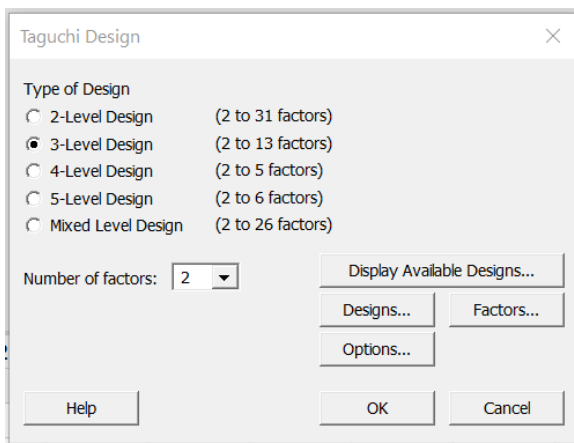 Taguchi Design
Type of Design
2-Level Design (2 to 31 factors)
3-Level Design (2 to 13 factors)
4-Level Design (2 to 5 factors)
5-Level Design (2 to 6 factors)
Mixed Level Design (2 to 26 factors)
Number of factors: 2
Display Available Designs...
Designs... Factors...
Options...
Help OK Cancel